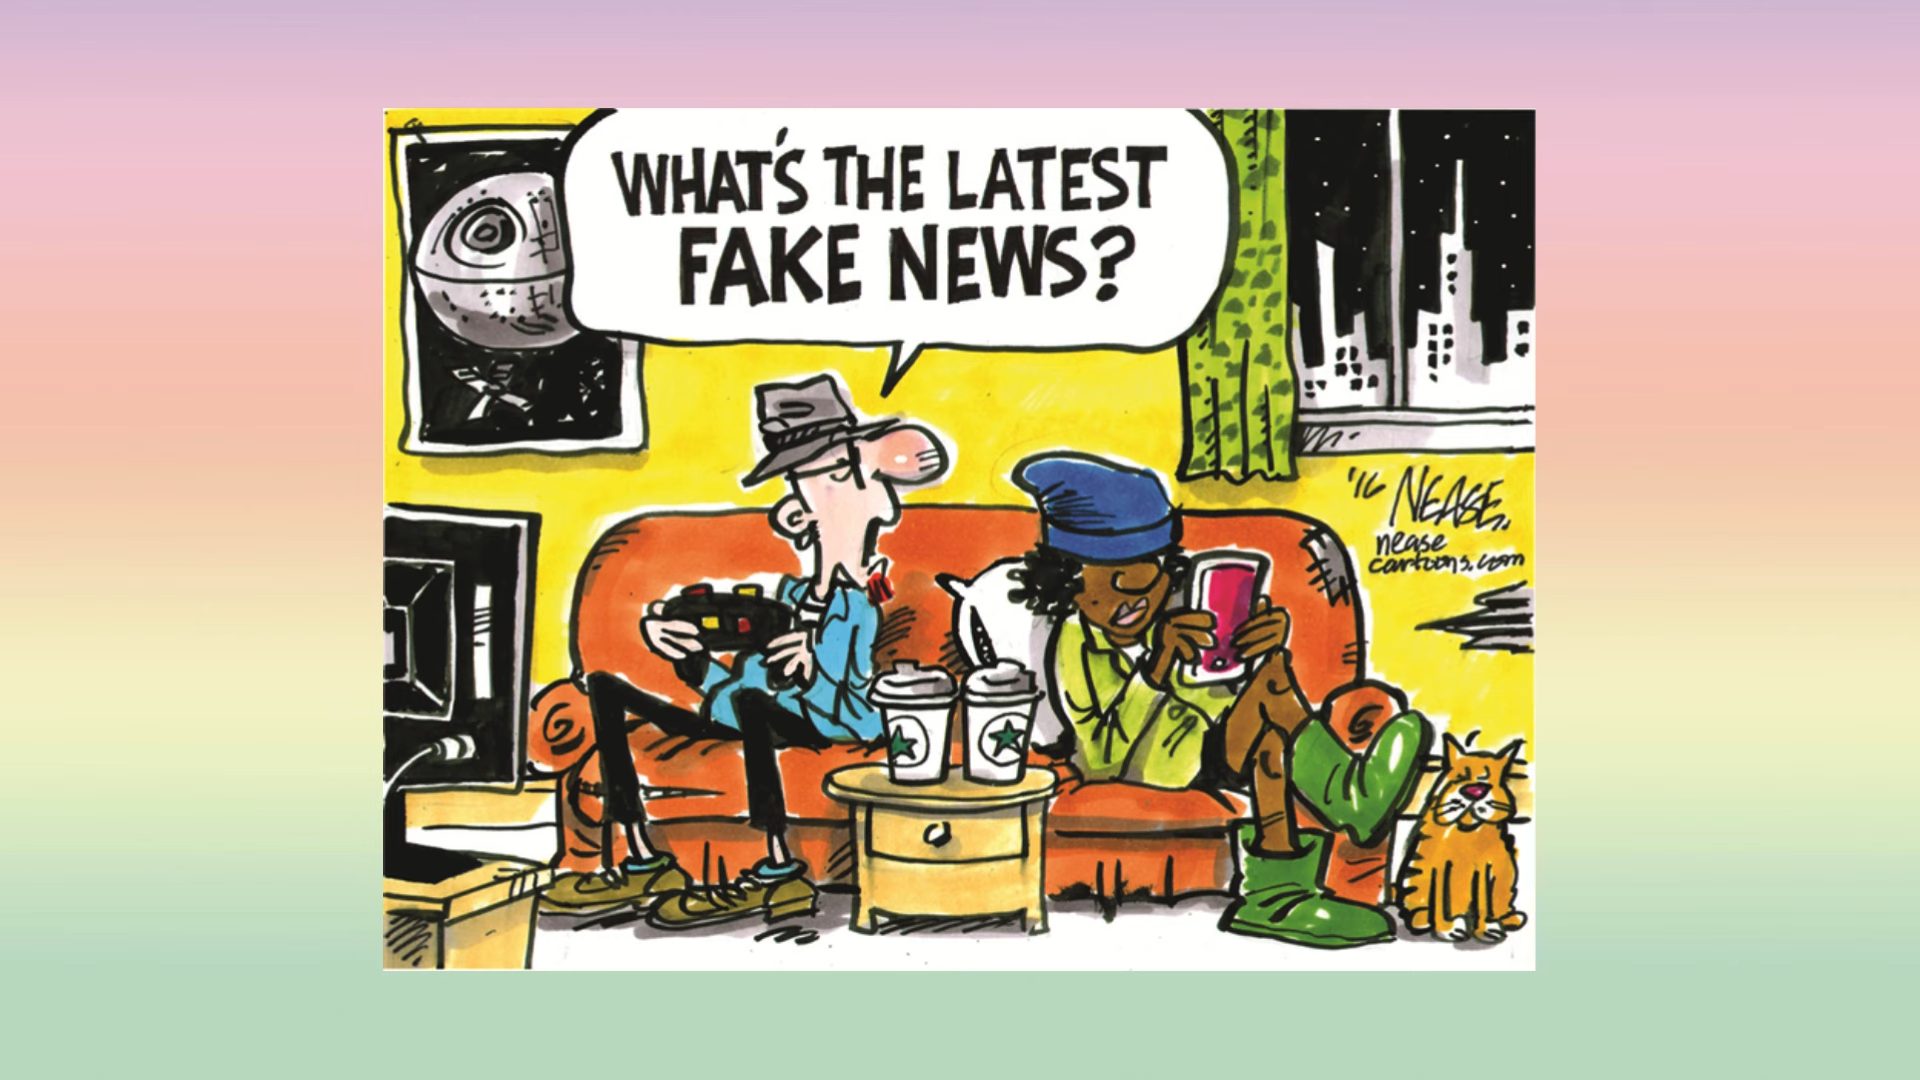 WHAT'S THE LATEST
FAKE NEWS?
'16 NEASE.
nease
cartoons.com